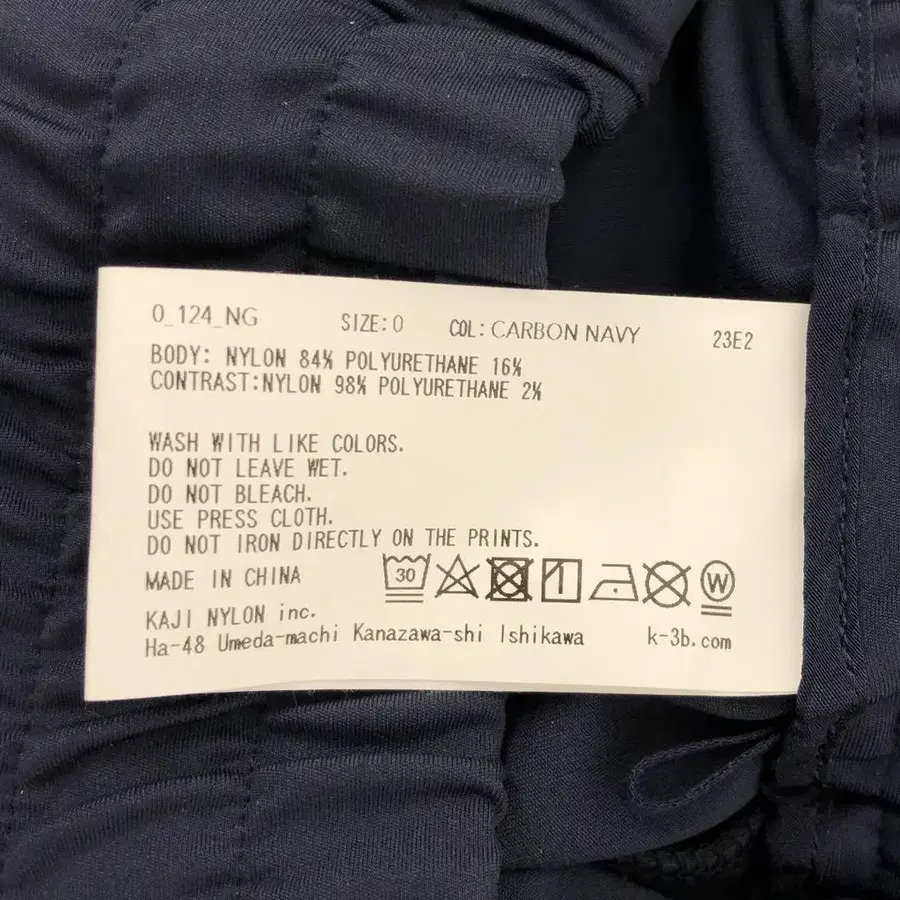 0_124_NG SIZE:0 COL: CARBON NAVY 23E2
BODY: NYLON 84% POLYURETHANE 16%
CONTRAST:NYLON 98% POLYURETHANE 2%
WASH WITH LIKE COLORS.
DO NOT LEAVE WET.
DO NOT BLEACH.
USE PRESS CLOTH.
DO NOT IRON DIRECTLY ON THE PRINTS.
MADE IN CHINA 30 W
KAJI NYLON inc.
Ha-48 Umeda-machi Kanazawa-shi Ishikawa k-3b.com